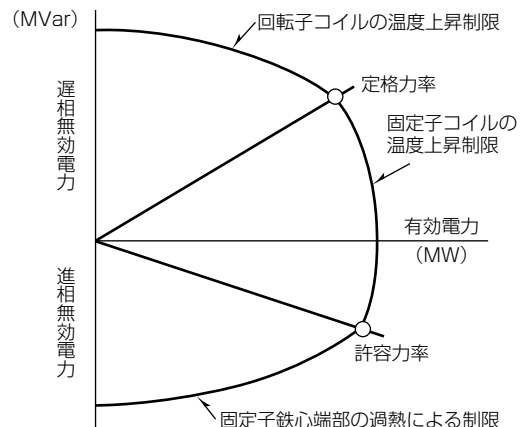 (MVar)
回転子コイルの温度上昇制限
定格力率
固定子コイルの
温度上昇制限
遅相無効電力
有効電力
(MW)
進相無効電力
許容力率
固定子鉄心端部の過熱による制限